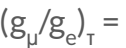 (gμ/ge)τ =